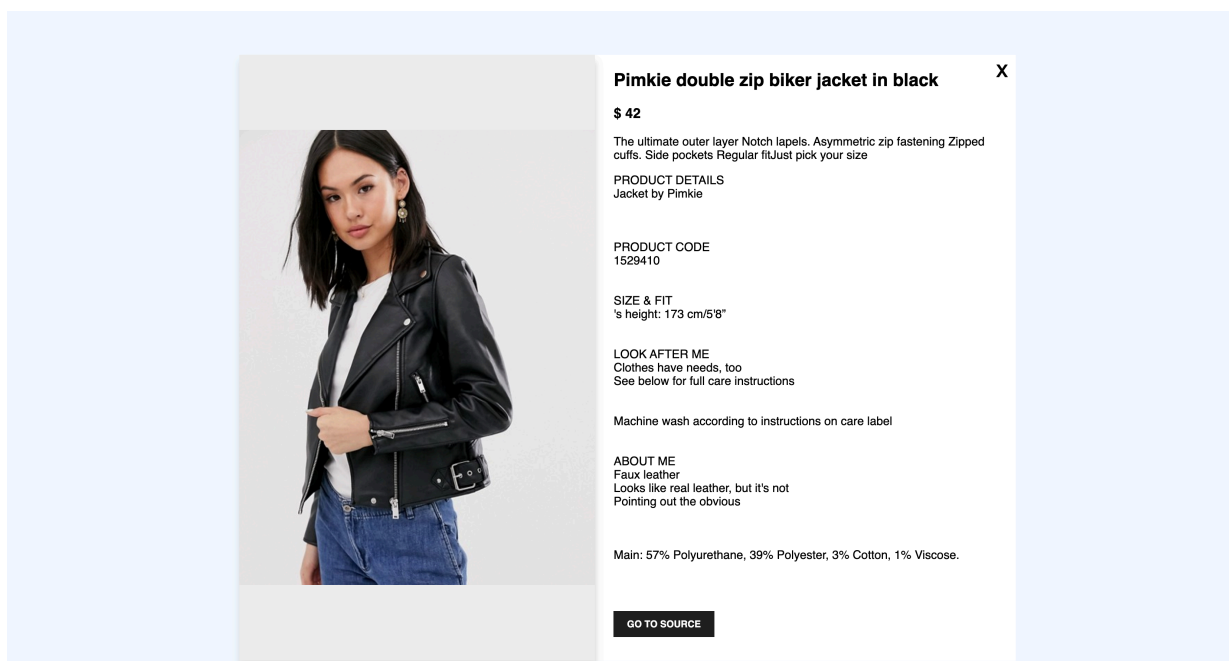 Pimkie double zip biker jacket in black
X
$ 42
The ultimate outer layer Notch lapels. Asymmetric zip fastening Zipped
cuffs. Side pockets Regular fitJust pick your size
PRODUCT DETAILS
Jacket by Pimkie
PRODUCT CODE
1529410
SIZE & FIT
's height: 173 cm/5'8”
LOOK AFTER ME
Clothes have needs, too
See below for full care instructions
Machine wash according to instructions on care label
ABOUT ME
Faux leather
Looks like real leather, but it's not
Pointing out the obvious
Main: 57% Polyurethane, 39% Polyester, 3% Cotton, 1% Viscose.
GO TO SOURCE